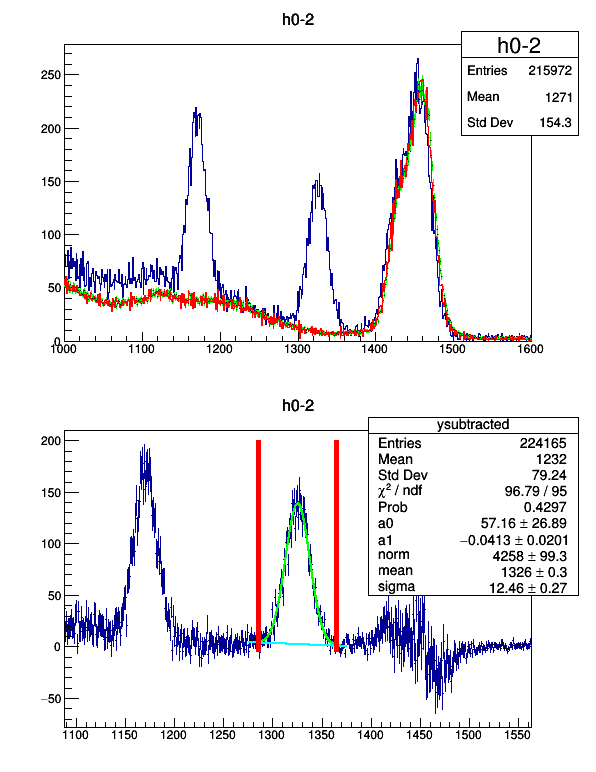 h0-2
h0-2
Entries 215972
Mean 1271
Std Dev 154.3
250
200
150
100
50
0
1000 1100 1200 1300 1400 1500 1600
h0-2
ysubtracted
Entries 224165
Mean 1232
Std Dev 79.24
χ² / ndf 96.79 / 95
Prob 0.4297
a0 57.16 ± 26.89
a1 −0.0413 ± 0.0201
norm 4258 ± 99.3
mean 1326 ± 0.3
sigma 12.46 ± 0.27
200
150
100
50
0
−50
1100 1150 1200 1250 1300 1350 1400 1450 1500 1550